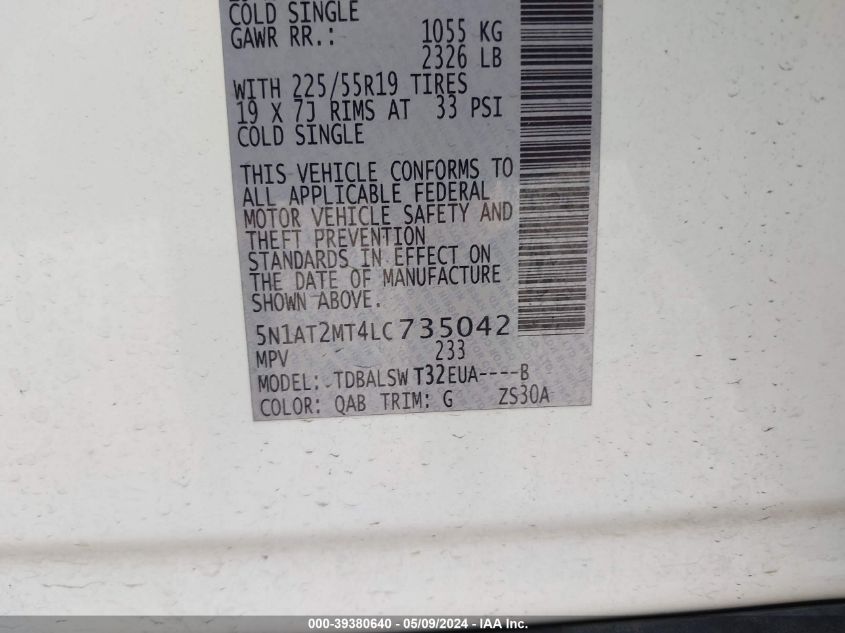 COLD SINGLE
GAWR RR.: 1055 KG
2326 LB
WITH 225/55R19 TIRES
19 X 7J RIMS AT 33 PSI
COLD SINGLE
THIS VEHICLE CONFORMS TO
ALL APPLICABLE FEDERAL
MOTOR VEHICLE SAFETY AND
THEFT PREVENTION
STANDARDS IN EFFECT ON
THE DATE OF MANUFACTURE
SHOWN ABOVE.
5N1AT2MT4LC735042
MPV 233
MODEL: TDBALSWT32EUA----B
COLOR: QAB TRIM: G ZS30A
000-39380640 - 05/09/2024 - IAA Inc.